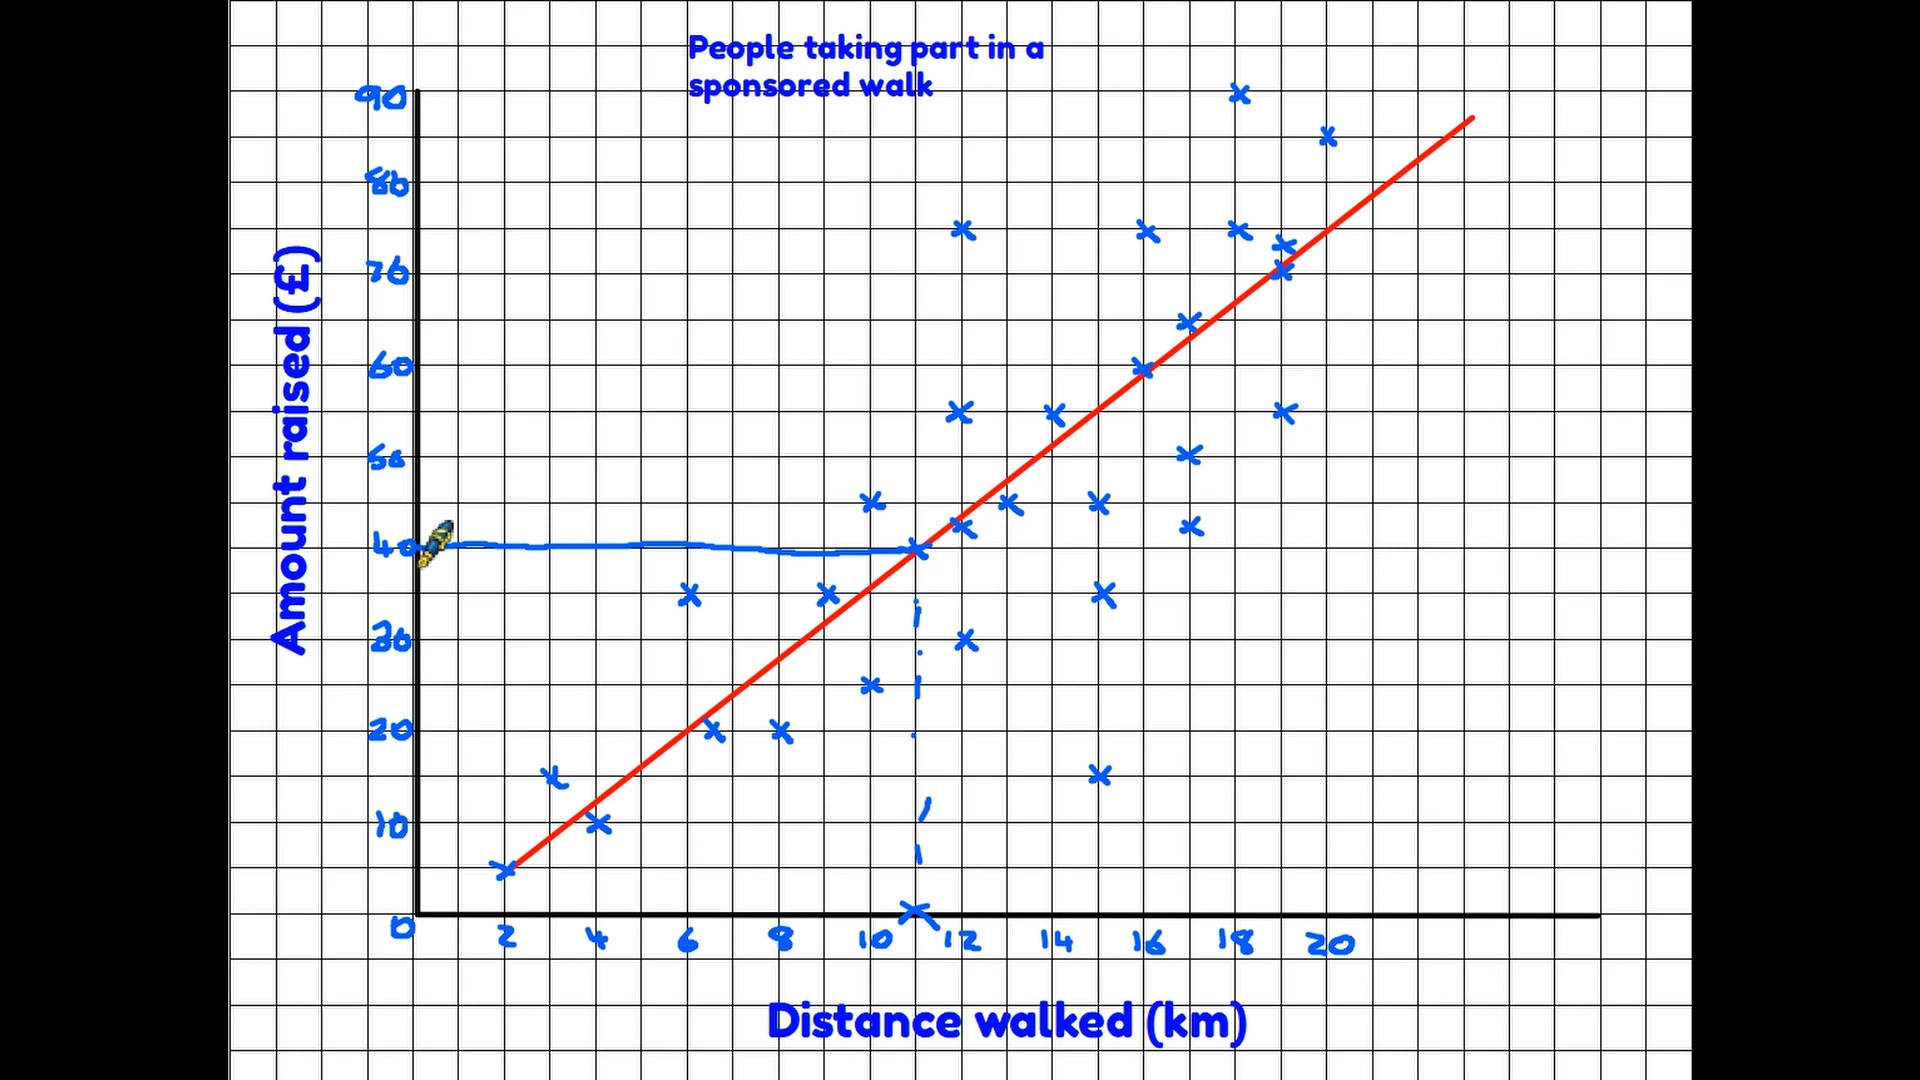 People taking part in a
sponsored walk
90
80
70
60
50
40
30
20
10
0
Amount raised (£)
2 4 6 8 10 12 14 16 18 20
Distance walked (km)